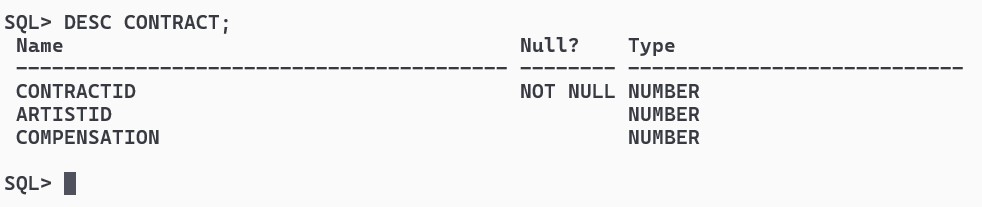 SQL> DESC CONTRACT;
 Name                                      Null?    Type
 ----------------------------------------- -------- ----------------------------
 CONTRACTID                                NOT NULL NUMBER
 ARTISTID                                           NUMBER
 COMPENSATION                                       NUMBER

SQL>